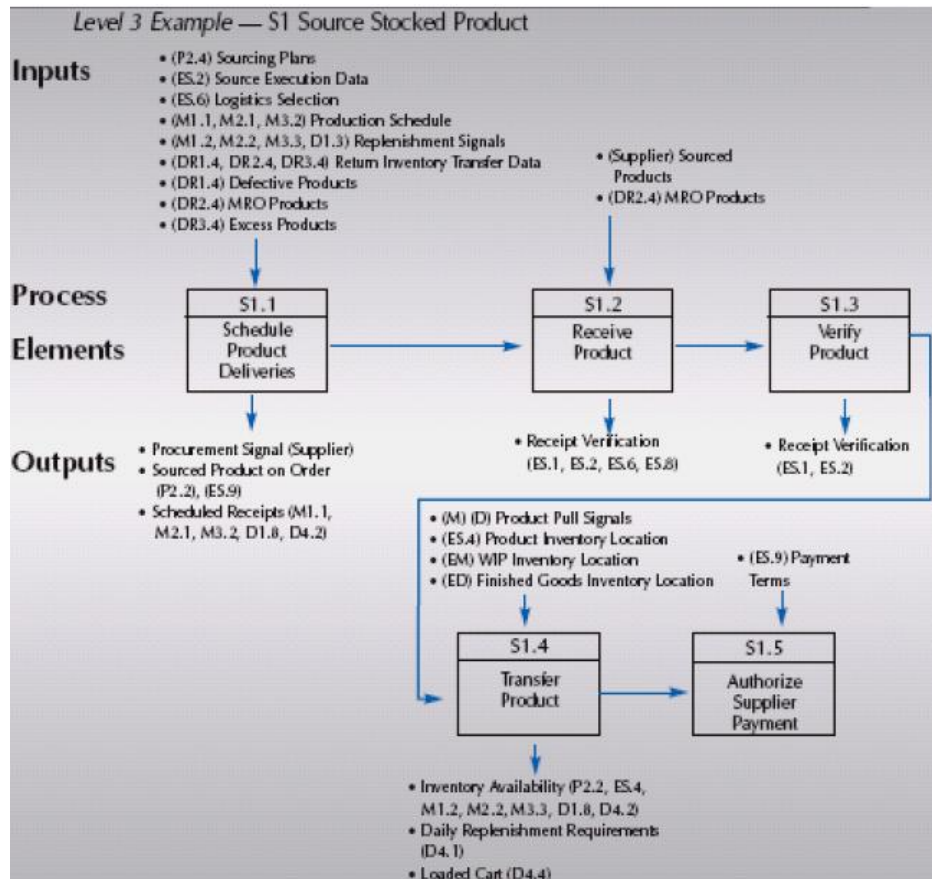 Level 3 Example — S1 Source Stocked Product
Inputs
• (P2.4) Sourcing Plans
• (ES.2) Source Execution Data
• (ES.6) Logistics Selection
• (M1.1, M2.1, M3.2) Production Schedule
• (M1.2, M2.2, M3.3, D1.3) Replenishment Signals
• (DR1.4, DR2.4, DR3.4) Return Inventory Transfer Data
• (DR1.4) Defective Products
• (DR2.4) MRO Products
• (DR3.4) Excess Products
• (Supplier) Sourced
Products
• (DR2.4) MRO Products
Process
Elements
S1.1
Schedule
Product
Deliveries
S1.2
Receive
Product
S1.3
Verify
Product
Outputs
• Procurement Signal (Supplier)
• Sourced Product on Order
(P2.2), (ES.9)
• Scheduled Receipts (M1.1,
M2.1, M3.2, D1.8, D4.2)
• Receipt Verification
(ES.1, ES.2, ES.6, ES.8)
• Receipt Verification
(ES.1, ES.2)
• (M) (D) Product Pull Signals
• (ES.4) Product Inventory Location
• (EM) WIP Inventory Location
• (ED) Finished Goods Inventory Location
• (ES.9) Payment
Terms
S1.4
Transfer
Product
S1.5
Authorize
Supplier
Payment
• Inventory Availability (P2.2, ES.4,
M1.2, M2.2, M3.3, D1.8, D4.2)
• Daily Replenishment Requirements
(D4.1)
• Loaded Cart (D4.4)